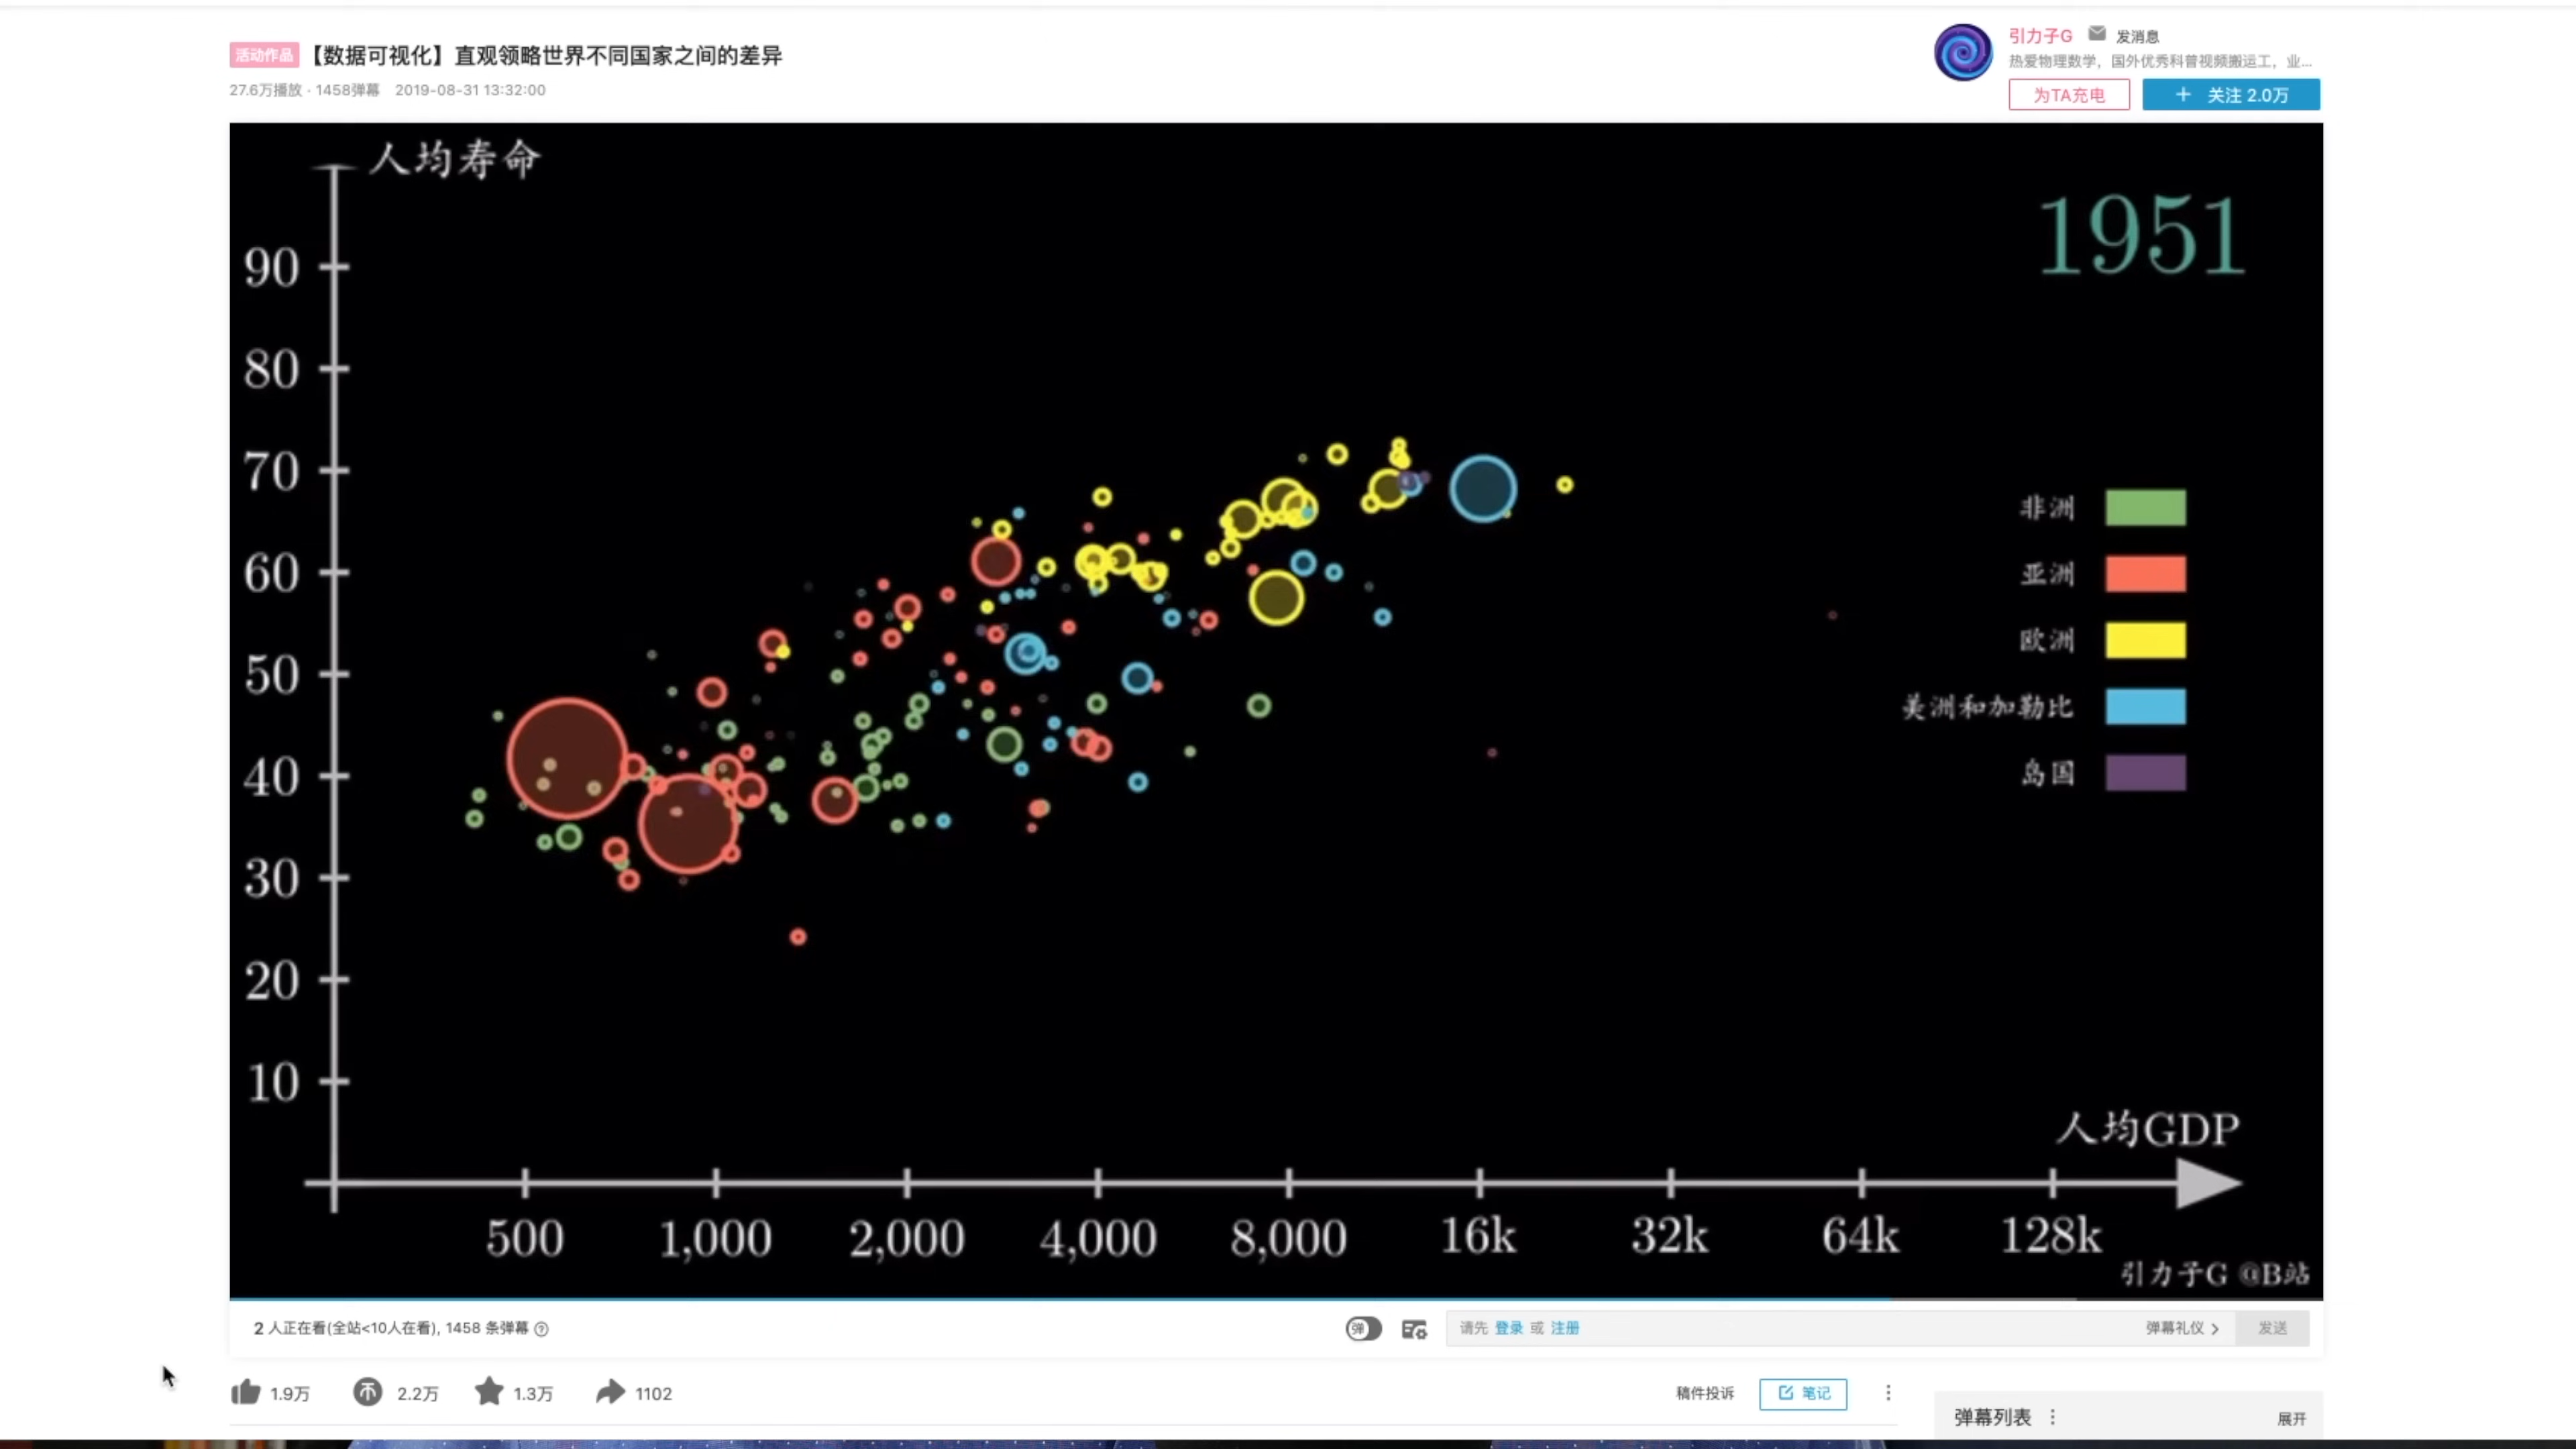 活动作品 【数据可视化】直观领略世界不同国家之间的差异
27.6万播放 · 1458弹幕 2019-08-31 13:32:00
引力子G 发消息
热爱物理数学，国外优秀科普视频搬运工，业...
为TA充电 + 关注 2.0万
人均寿命
1951
90
80
70
60
50
40
30
20
10
非洲
亚洲
欧洲
美洲和加勒比
岛国
人均GDP
500 1,000 2,000 4,000 8,000 16k 32k 64k 128k
引力子G @B站
2 人正在看(全站<10人在看), 1458 条弹幕
弹
请先 登录 或 注册
弹幕礼仪 >
发送
1.9万 2.2万 1.3万 1102
稿件投诉 笔记
弹幕列表 展开